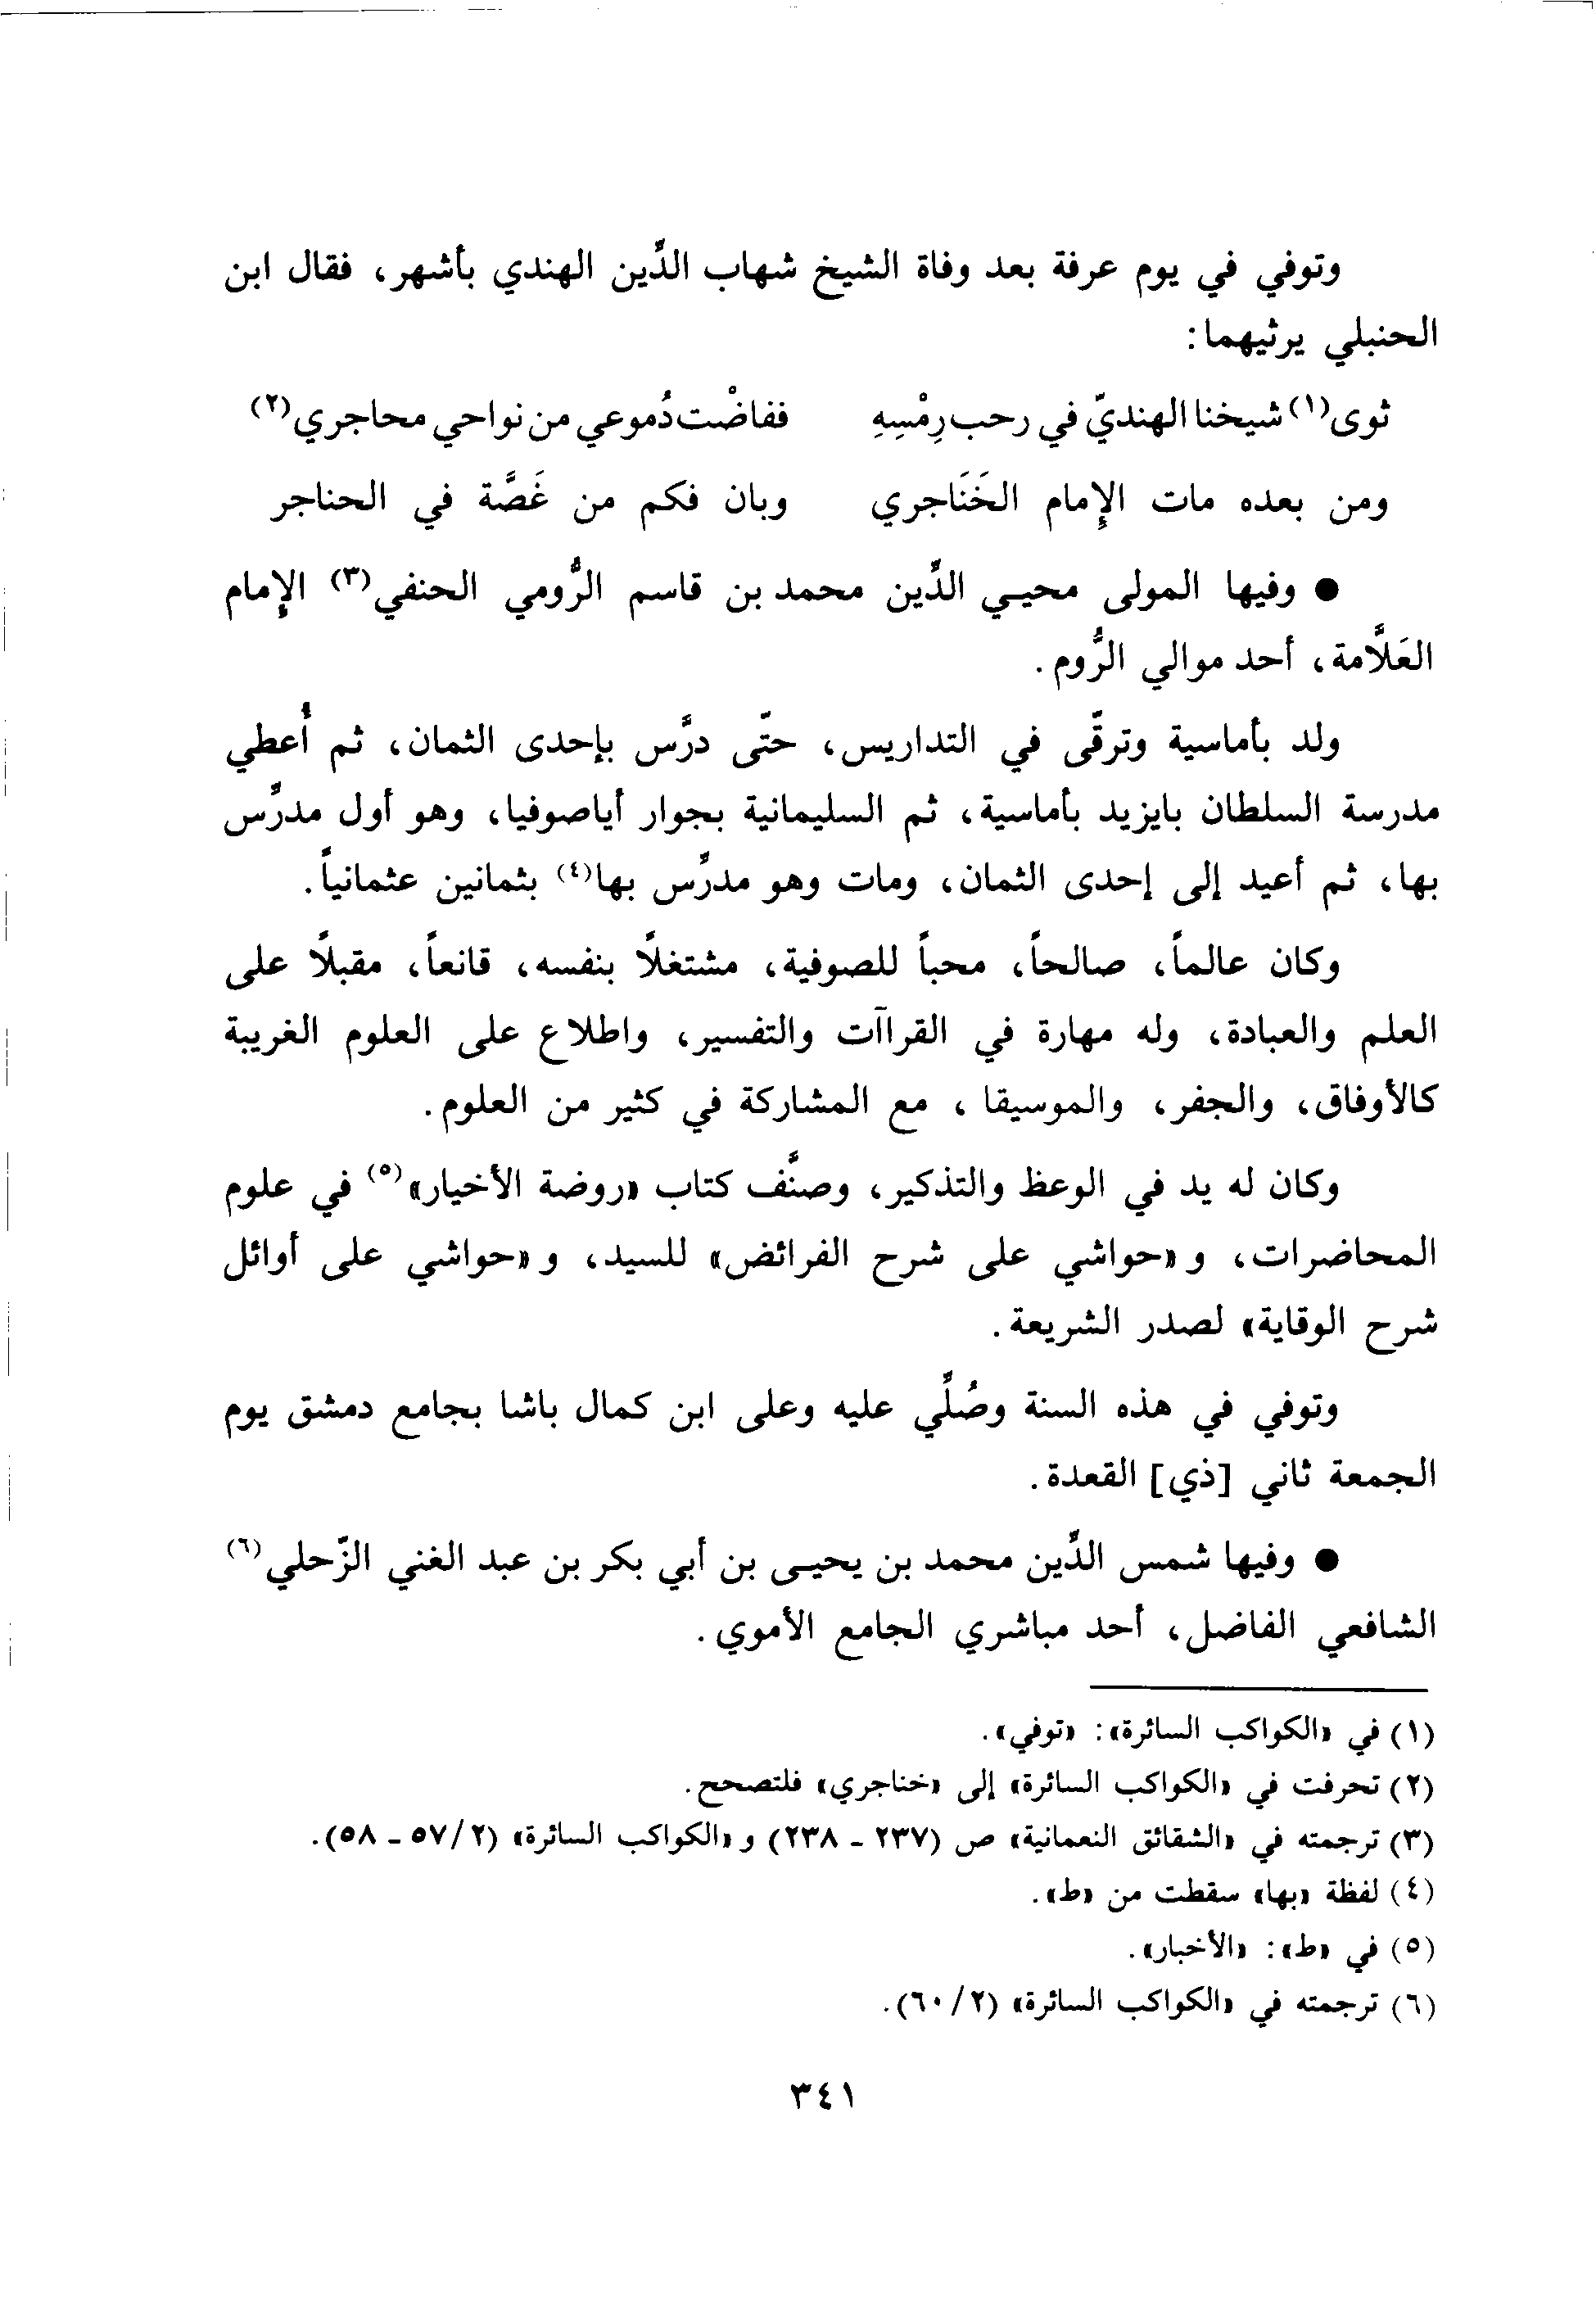 وتوفي في يوم عرفة بعد وفاة الشيخ شهاب الدِّين الهندي بأشهر، فقال ابن
الحنبلي يرثيهما:
ثوى(١) شيخنا الهنديّ في رحب رِمْسِهِ ففاضْت دُموعي من نواحي محاجري(٢)
ومن بعده مات الإمام الخَنَاجري وبان فكم من غَصَّة في الحناجر
● وفيها المولى محيـي الدِّين محمد بن قاسم الرُّومي الحنفي(٣) الإمام
العَلَّامة، أحد موالي الرُّوم.
ولد بأماسية وترقّى في التداريس، حتّى درَّس بإحدى الثمان، ثم أُعطي
مدرسة السلطان بايزيد بأماسية، ثم السليمانية بجوار أياصوفيا، وهو أول مدرِّس
بها، ثم أعيد إلى إحدى الثمان، ومات وهو مدرِّس بها(٤) بثمانين عثمانياً.
وكان عالماً، صالحاً، محباً للصوفية، مشتغلاً بنفسه، قانعاً، مقبلاً على
العلم والعبادة، وله مهارة في القراآت والتفسير، واطلاع على العلوم الغريبة
كالأوفاق، والجفر، والموسيقا، مع المشاركة في كثير من العلوم.
وكان له يد في الوعظ والتذكير، وصنَّف كتاب «روضة الأخيار»(٥) في علوم
المحاضرات، و «حواشي على شرح الفرائض» للسيد، و «حواشي على أوائل
شرح الوقاية» لصدر الشريعة.
وتوفي في هذه السنة وصُلِّي عليه وعلى ابن كمال باشا بجامع دمشق يوم
الجمعة ثاني [ذي] القعدة.
● وفيها شمس الدِّين محمد بن يحيـى بن أبي بكر بن عبد الغني الزّحلي(٦)
الشافعي الفاضل، أحد مباشري الجامع الأموي.
(١) في «الكواكب السائرة»: «توفي».
(٢) تحرفت في «الكواكب السائرة» إلى «خناجري» فلتصحح.
(٣) ترجمته في «الشقائق النعمانية» ص (٢٣٧ - ٢٣٨) و «الكواكب السائرة» (٢/٥٧ - ٥٨).
(٤) لفظة «بها» سقطت من «ط».
(٥) في «ط»: «الأخبار».
(٦) ترجمته في «الكواكب السائرة» (٢/٦٠).
٣٤١